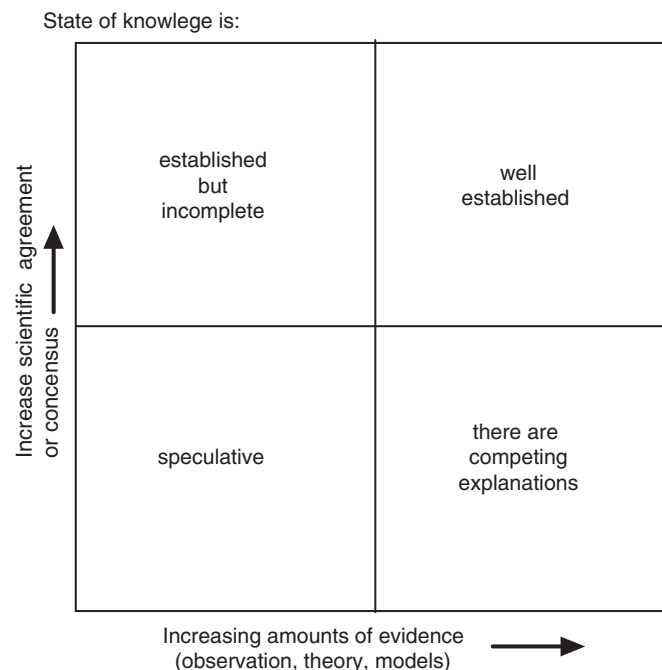 State of knowlege is:
established
but
incomplete
well
established
Increase scientific agreement
or concensus
speculative
there are
competing
explanations
Increasing amounts of evidence
(observation, theory, models)